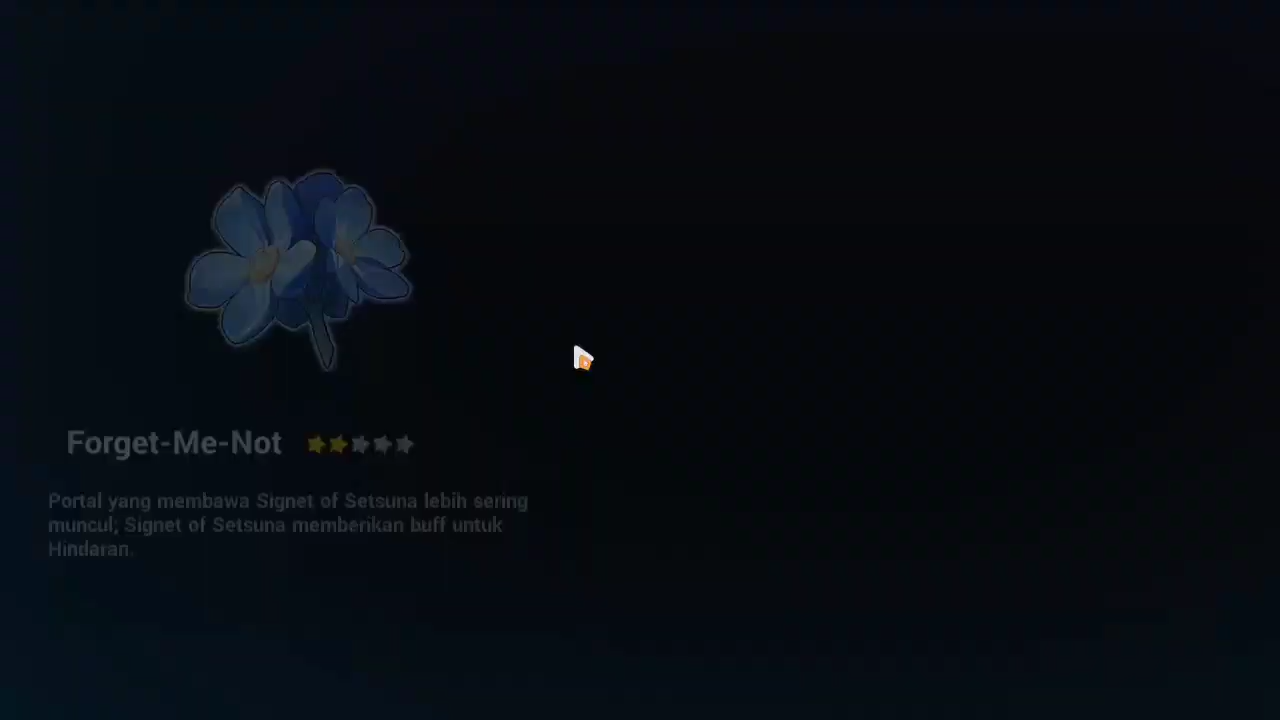 Forget-Me-Not
Portal yang membawa Signet of Setsuna lebih sering
muncul; Signet of Setsuna memberikan buff untuk
Hindaran.